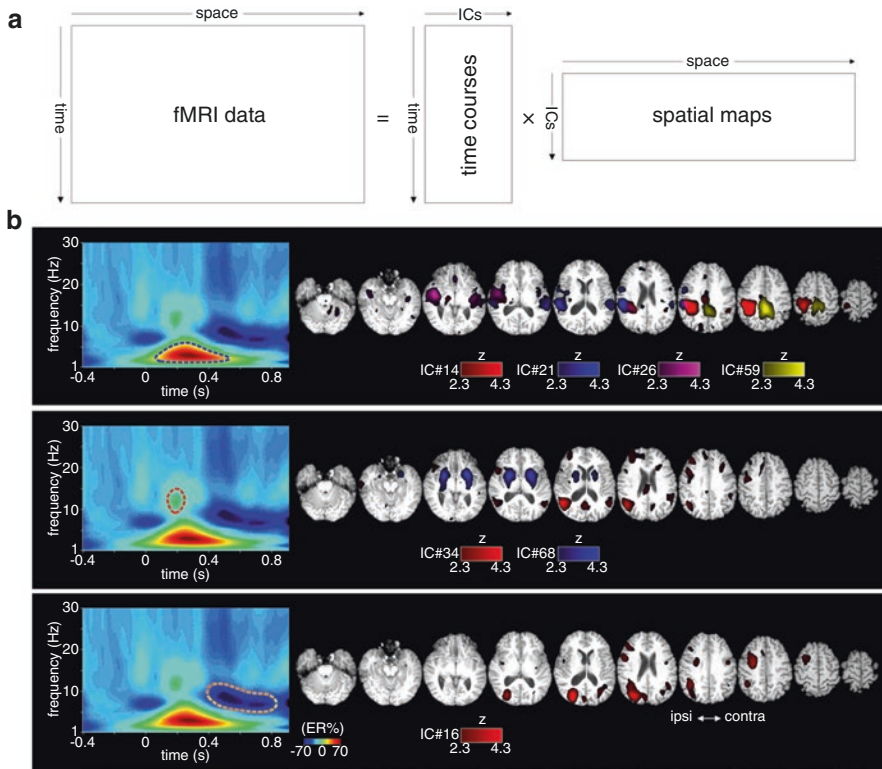 a
space
time
fMRI data
=
ICs
time
time courses
×
space
ICs
spatial maps
b
frequency (Hz)
30
20
10
1
-0.4 0 0.4 0.8
time (s)
z z z z
IC#14 IC#21 IC#26 IC#59
2.3 4.3 2.3 4.3 2.3 4.3 2.3 4.3
frequency (Hz)
30
20
10
1
-0.4 0 0.4 0.8
time (s)
z z
IC#34 IC#68
2.3 4.3 2.3 4.3
frequency (Hz)
30
20
10
1
-0.4 0 0.4 0.8
time (s)
(ER%)
-70 0 70
z
IC#16
2.3 4.3
ipsi contra